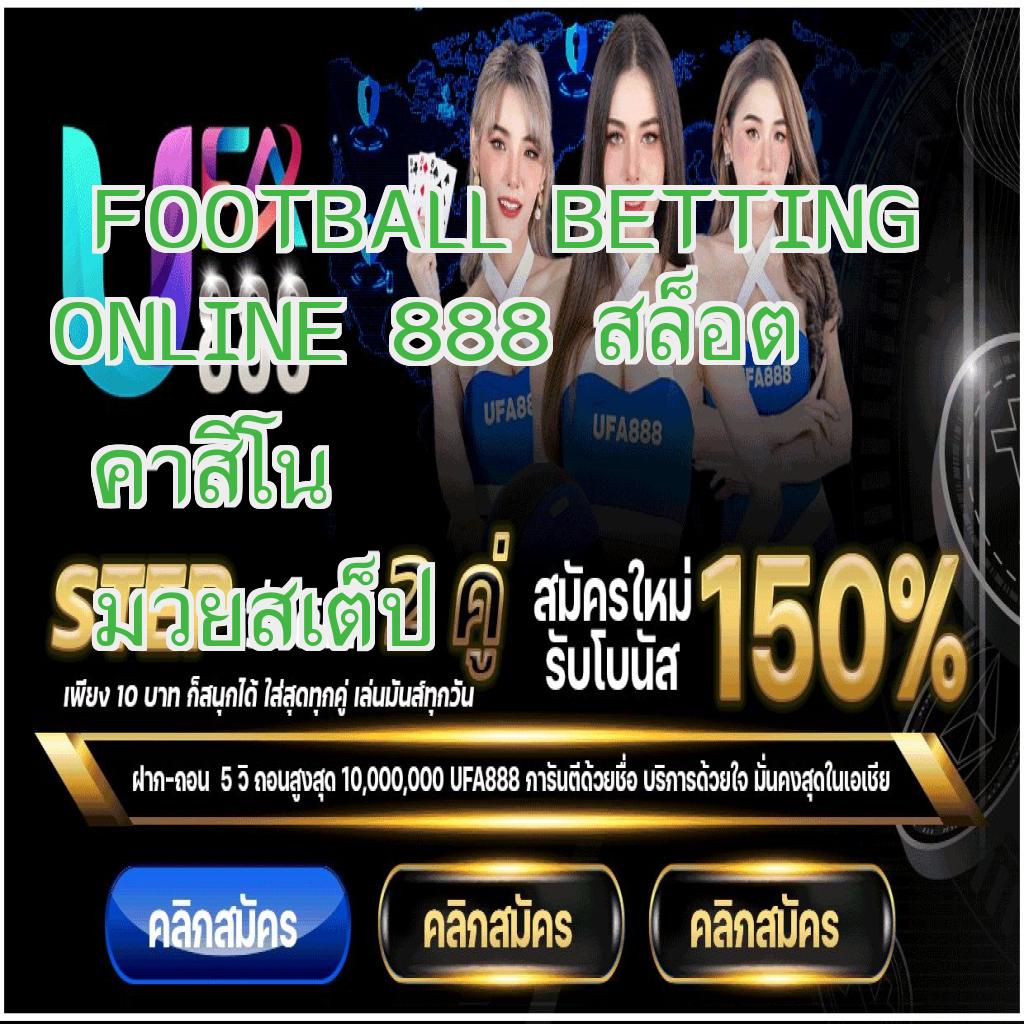 UFA
888
FOOTBALL BETTING
ONLINE 888 สล็อต
คาสิโน
มวยสเต็ป
UFA888
UFA888
FA888
STEP 2 คู่
สมัครใหม่ 150%
รับโบนัส
เพียง 10 บาท ก็สนุกได้ ใส่สุดทุกคู่ เล่นมันส์ทุกวัน
ฝาก-ถอน 5 วิ ถอนสูงสุด 10,000,000 UFA888 การันตีด้วยชื่อ บริการด้วยใจ มั่นคงสุดในเอเชีย
คลิกสมัคร คลิกสมัคร คลิกสมัคร